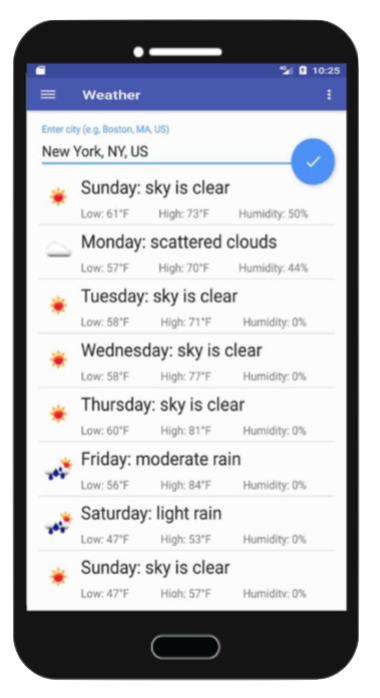 10:25
Weather
Enter city (e.g, Boston, MA, US)
New York, NY, US
Sunday: sky is clear
Low: 61°F High: 73°F Humidity: 50%
Monday: scattered clouds
Low: 57°F High: 70°F Humidity: 44%
Tuesday: sky is clear
Low: 58°F High: 71°F Humidity: 0%
Wednesday: sky is clear
Low: 58°F High: 77°F Humidity: 0%
Thursday: sky is clear
Low: 60°F High: 81°F Humidity: 0%
Friday: moderate rain
Low: 56°F High: 84°F Humidity: 0%
Saturday: light rain
Low: 47°F High: 53°F Humidity: 0%
Sunday: sky is clear
Low: 47°F High: 57°F Humidity: 0%